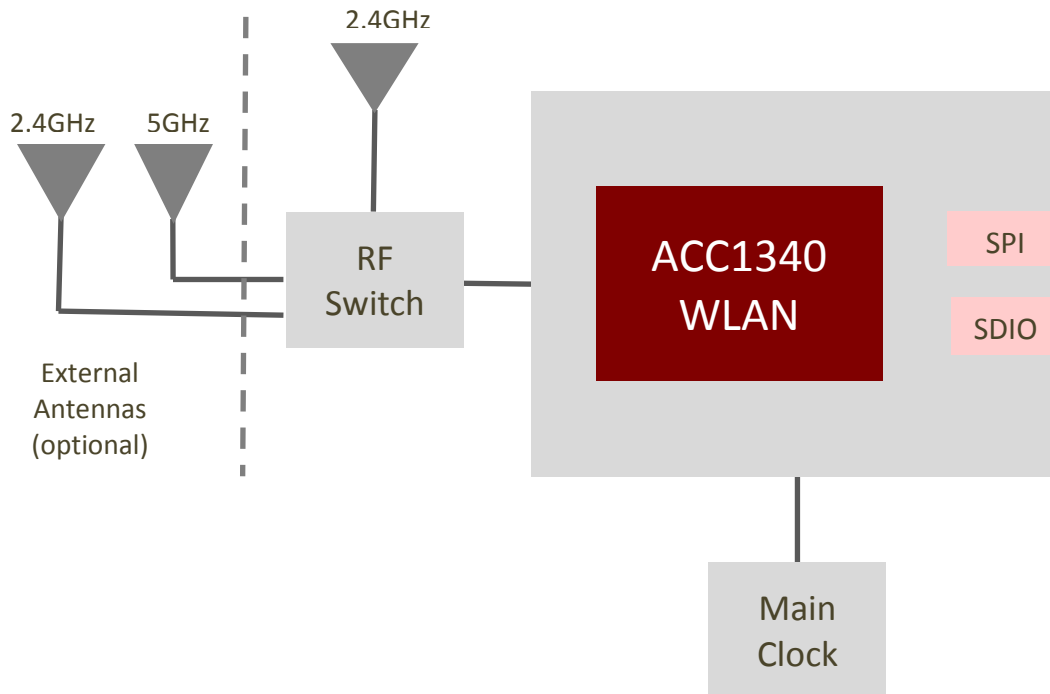 2.4GHz
2.4GHz
5GHz
RF
Switch
External
Antennas
(optional)
ACC1340
WLAN
SPI
SDIO
Main
Clock